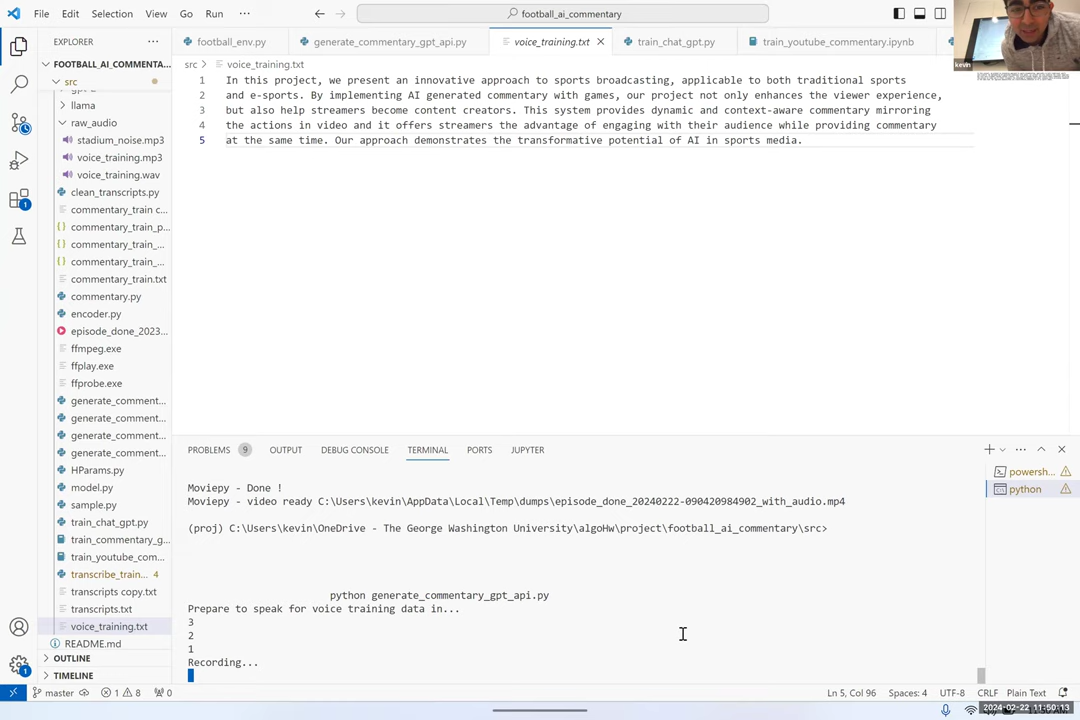 File Edit Selection View Go Run ···
football_ai_commentary
EXPLORER ···
football_env.py
generate_commentary_gpt_api.py
voice_training.txt
train_chat_gpt.py
train_youtube_commentary.ipynb
kevin
FOOTBALL_AI_COMMENTA...
src
llama
raw_audio
stadium_noise.mp3
voice_training.mp3
voice_training.wav
clean_transcripts.py
commentary_train c...
commentary_train_p...
commentary_train_...
commentary_train_...
commentary_train.txt
commentary.py
encoder.py
episode_done_2023...
ffmpeg.exe
ffplay.exe
ffprobe.exe
generate_comment...
generate_comment...
generate_comment...
generate_comment...
HParams.py
model.py
sample.py
train_chat_gpt.py
train_commentary_g...
train_youtube_com...
transcribe_train... 4
transcripts copy.txt
transcripts.txt
voice_training.txt
README.md
OUTLINE
TIMELINE
src > voice_training.txt
1 In this project, we present an innovative approach to sports broadcasting, applicable to both traditional sports
2 and e-sports. By implementing AI generated commentary with games, our project not only enhances the viewer experience,
3 but also help streamers become content creators. This system provides dynamic and context-aware commentary mirroring
4 the actions in video and it offers streamers the advantage of engaging with their audience while providing commentary
5 at the same time. Our approach demonstrates the transformative potential of AI in sports media.
PROBLEMS 9 OUTPUT DEBUG CONSOLE TERMINAL PORTS JUPYTER
Moviepy - Done !
Moviepy - video ready C:\Users\kevin\AppData\Local\Temp\dumps\episode_done_20240222-090420984902_with_audio.mp4
(proj) C:\Users\kevin\OneDrive - The George Washington University\algoHw\project\football_ai_commentary\src>
python generate_commentary_gpt_api.py
Prepare to speak for voice training data in...
3
2
1
Recording...
powersh...
python
master 1 8 0
Ln 5, Col 96 Spaces: 4 UTF-8 CRLF Plain Text
2024-02-22 11:50:13